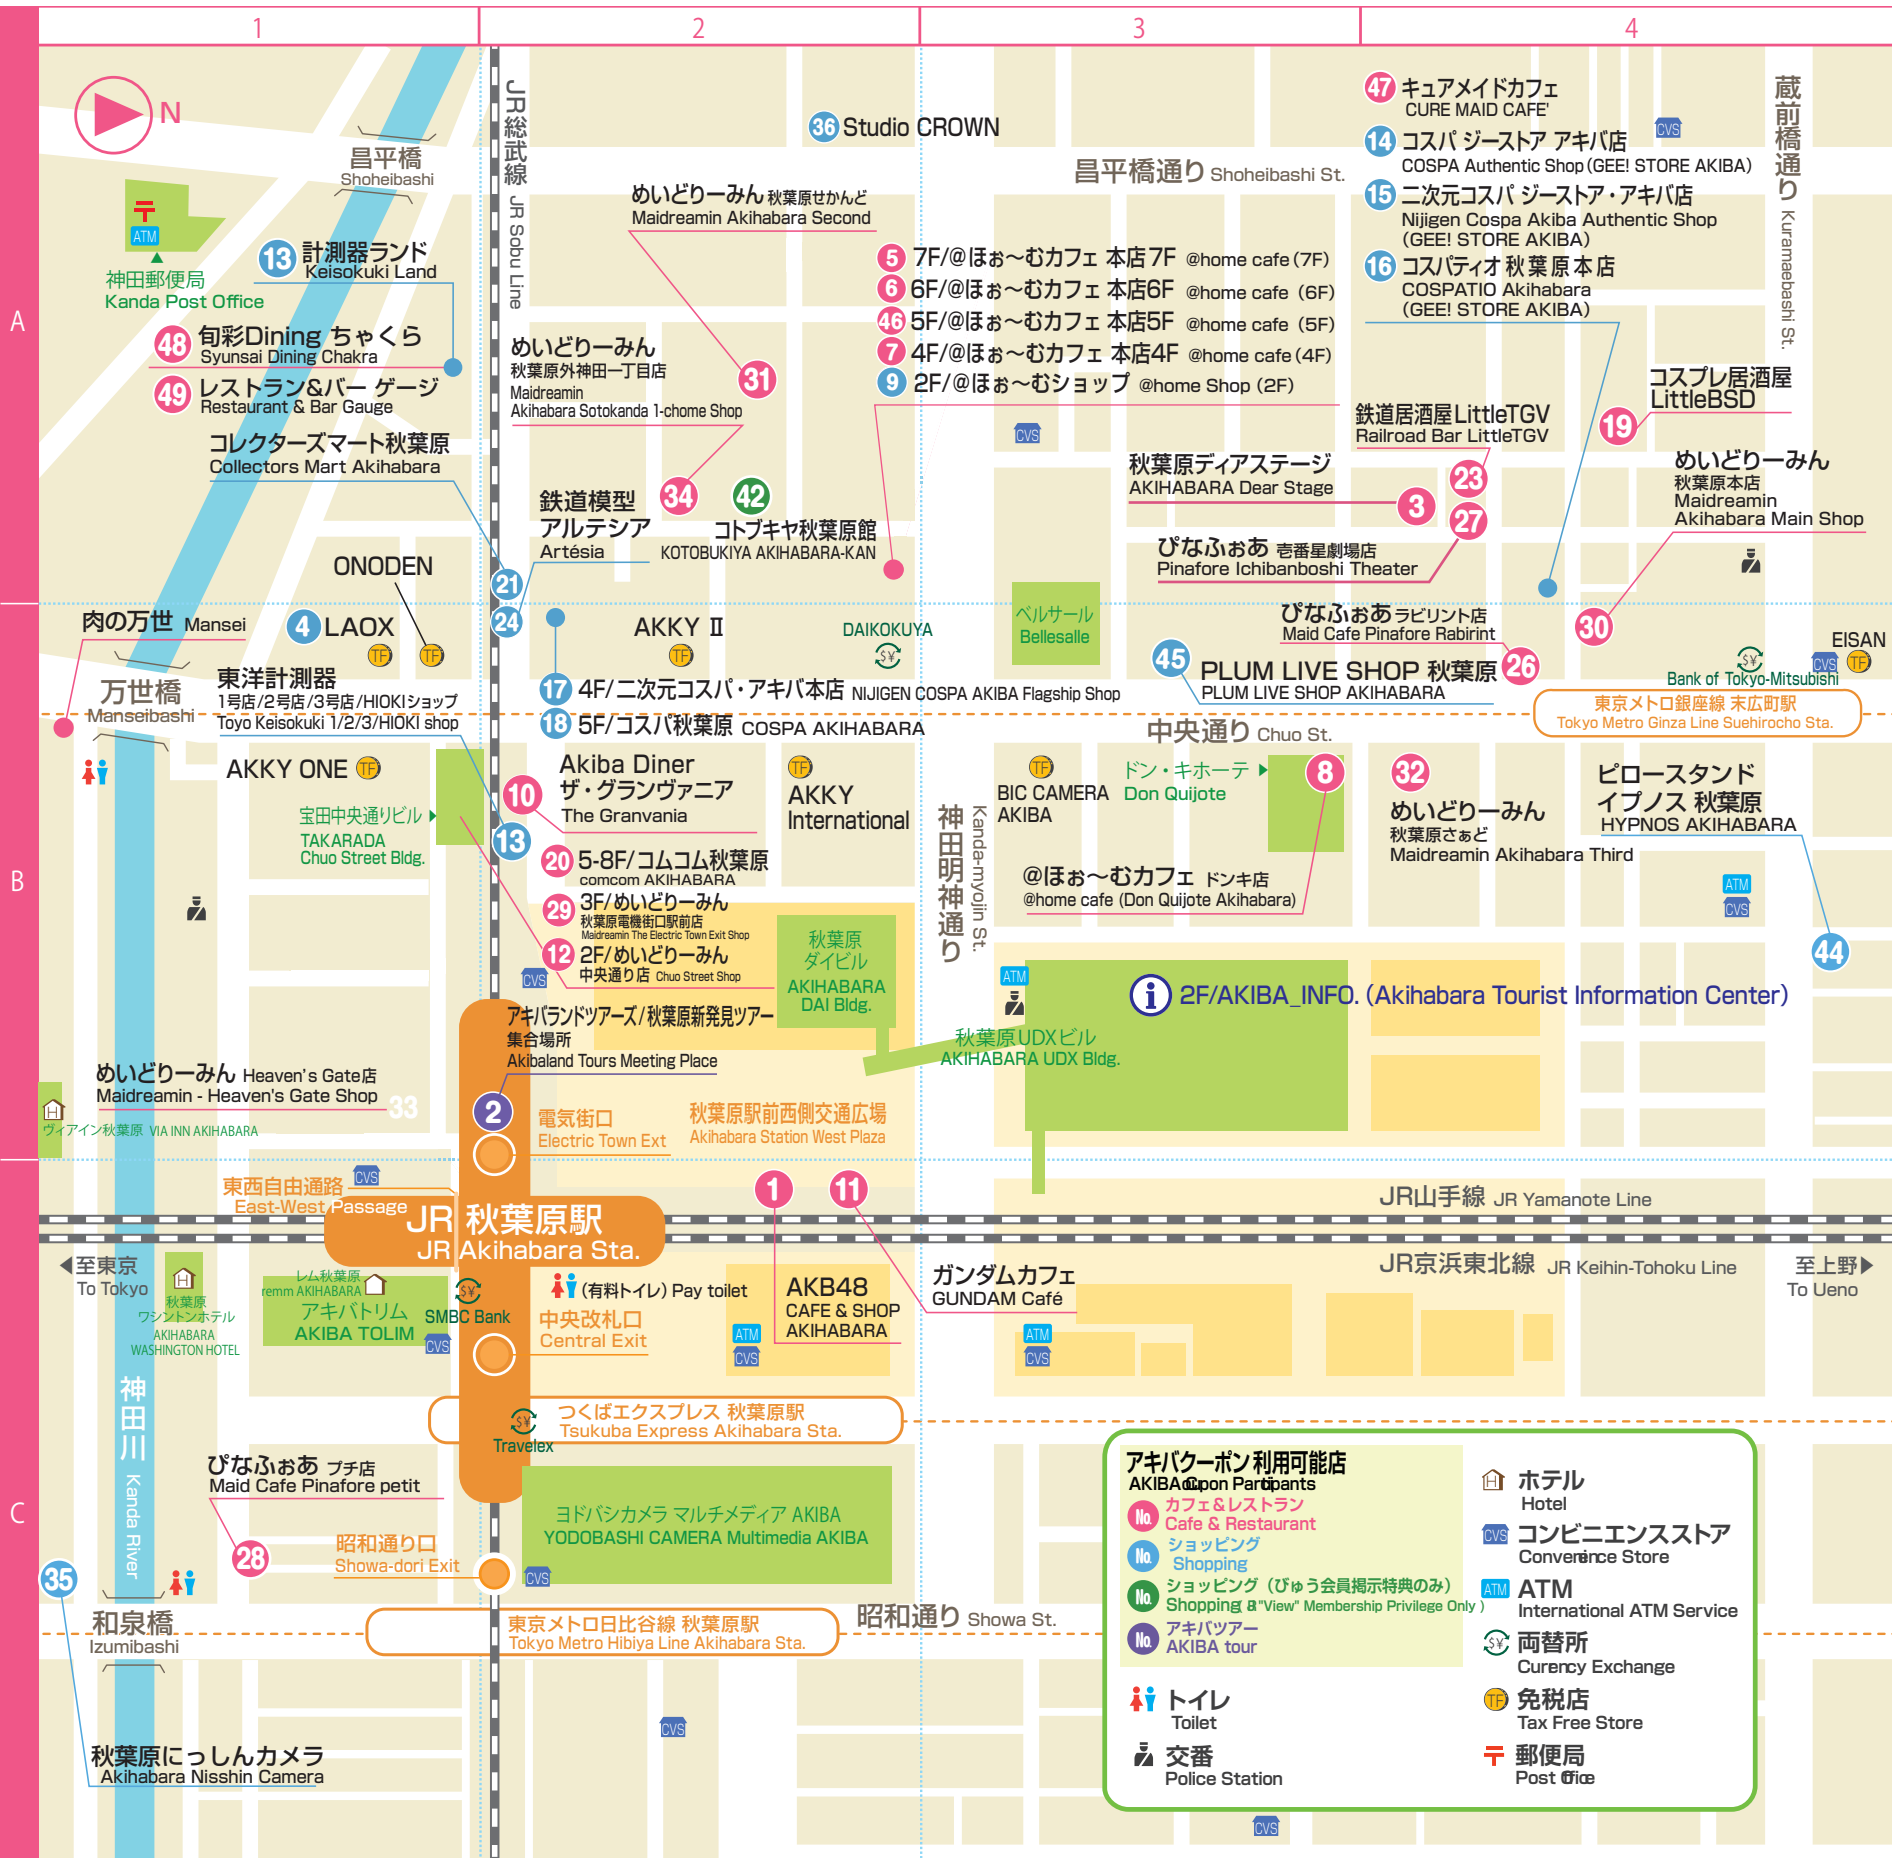 1
2
3
4
A
B
C
N
昌平橋
Shoheibashi
JR総武線 JR Sobu Line
36 Studio CROWN
昌平橋通り Shoheibashi St.
蔵前橋通り Kuramaebashi St.
47 キュアメイドカフェ
CURE MAID CAFE'
CVS
14 コスパ ジーストア アキバ店
COSPA Authentic Shop (GEE! STORE AKIBA)
15 二次元コスパ ジーストア・アキバ店
Nijigen Cospa Akiba Authentic Shop
(GEE! STORE AKIBA)
16 コスパティオ 秋葉原本店
COSPATIO Akihabara
(GEE! STORE AKIBA)
ATM
神田郵便局
Kanda Post Office
13 計測器ランド
Keisokuki Land
48 旬彩Dining ちゃくら
Syunsai Dining Chakra
49 レストラン&バー ゲージ
Restaurant & Bar Gauge
コレクターズマート秋葉原
Collectors Mart Akihabara
めいどりーみん 秋葉原せかんど
Maidreamin Akihabara Second
31
めいどりーみん
秋葉原外神田一丁目店
Maidreamin
Akihabara Sotokanda 1-chome Shop
34
42
鉄道模型
アルテシア
Artésia
コトブキヤ秋葉原館
KOTOBUKIYA AKIHABARA-KAN
5 7F/@ほぉ〜むカフェ 本店7F @home cafe (7F)
6 6F/@ほぉ〜むカフェ 本店6F @home cafe (6F)
46 5F/@ほぉ〜むカフェ 本店5F @home cafe (5F)
7 4F/@ほぉ〜むカフェ 本店4F @home cafe (4F)
9 2F/@ほぉ〜むショップ @home Shop (2F)
CVS
コスプレ居酒屋
LittleBSD
19
鉄道居酒屋LittleTGV
Railroad Bar LittleTGV
23
秋葉原ディアステージ
AKIHABARA Dear Stage
3
27
ぴなふぉあ 壱番星劇場店
Pinafore Ichibanboshi Theater
めいどりーみん
秋葉原本店
Maidreamin
Akihabara Main Shop
ONODEN
21
24
肉の万世 Mansei
4 LAOX
TF
TF
AKKY II
TF
DAIKOKUYA
$¥
ベルサール
Bellesalle
ぴなふぉあ ラビリント店
Maid Cafe Pinafore Rabirint
26
30
EISAN
CVS
TF
$¥
Bank of Tokyo-Mitsubishi
45 PLUM LIVE SHOP 秋葉原
PLUM LIVE SHOP AKIHABARA
万世橋
Manseibashi
東洋計測器
1号店/2号店/3号店/HIOKIショップ
Toyo Keisokuki 1/2/3/HIOKI shop
17 4F/二次元コスパ・アキバ本店 NIJIGEN COSPA AKIBA Flagship Shop
18 5F/コスパ秋葉原 COSPA AKIHABARA
中央通り Chuo St.
東京メトロ銀座線 末広町駅
Tokyo Metro Ginza Line Suehirocho Sta.
AKKY ONE TF
宝田中央通りビル
TAKARADA
Chuo Street Bldg.
10
13
Akiba Diner
ザ・グランヴァニア
The Granvania
TF
AKKY
International
20 5-8F/コムコム秋葉原
comcom AKIHABARA
29 3F/めいどりーみん
秋葉原電機街口駅前店
Maidreamin The Electric Town Exit Shop
12 2F/めいどりーみん
中央通り店 Chuo Street Shop
CVS
神田明神通り Kanda-myojin St.
TF
BIC CAMERA
AKIBA
ドン・キホーテ
Don Quijote
8
@ほぉ〜むカフェ ドンキ店
@home cafe (Don Quijote Akihabara)
32
めいどりーみん
秋葉原さぁど
Maidreamin Akihabara Third
ピロースタンド
イプノス 秋葉原
HYPNOS AKIHABARA
ATM
CVS
44
秋葉原
ダイビル
AKIHABARA
DAI Bldg.
ATM
i 2F/AKIBA_INFO. (Akihabara Tourist Information Center)
秋葉原UDXビル
AKIHABARA UDX Bldg.
アキバランドツアーズ/秋葉原新発見ツアー
集合場所
Akibaland Tours Meeting Place
2
めいどりーみん Heaven's Gate店
Maidreamin - Heaven's Gate Shop
33
H
ヴィアイン秋葉原 VIA INN AKIHABARA
電気街口
Electric Town Ext
秋葉原駅前西側交通広場
Akihabara Station West Plaza
CVS
東西自由通路
East-West Passage
1
11
JR 秋葉原駅
JR Akihabara Sta.
JR山手線 JR Yamanote Line
JR京浜東北線 JR Keihin-Tohoku Line
至東京
To Tokyo
至上野
To Ueno
H
秋葉原
ワシントンホテル
AKIHABARA
WASHINGTON HOTEL
レム秋葉原
remm AKIHABARA
アキバトリム
AKIBA TOLIM
$¥
SMBC Bank
CVS
(有料トイレ) Pay toilet
中央改札口
Central Exit
AKB48
CAFE & SHOP
AKIHABARA
ATM
CVS
ガンダムカフェ
GUNDAM Café
ATM
CVS
神田川 Kanda River
つくばエクスプレス 秋葉原駅
Tsukuba Express Akihabara Sta.
$¥
Travelex
ぴなふぉあ プチ店
Maid Cafe Pinafore petit
28
ヨドバシカメラ マルチメディア AKIBA
YODOBASHI CAMERA Multimedia AKIBA
昭和通り口
Showa-dori Exit
CVS
35
和泉橋
Izumibashi
東京メトロ日比谷線 秋葉原駅
Tokyo Metro Hibiya Line Akihabara Sta.
昭和通り Showa St.
CVS
秋葉原にっしんカメラ
Akihabara Nisshin Camera
CVS
アキバクーポン 利用可能店
No. カフェ&レストラン
Cafe & Restaurant
No. ショッピング
Shopping
No. ショッピング (びゅう会員掲示特典のみ)
Shopping "View" Membership Privilege Only )
No. アキバツアー
AKIBA tour
トイレ
Toilet
交番
Police Station
H ホテル
Hotel
CVS コンビニエンスストア
Store
ATM ATM
International ATM Service
$¥ 両替所
Exchange
TF 免税店
Tax Free Store
郵便局
Post